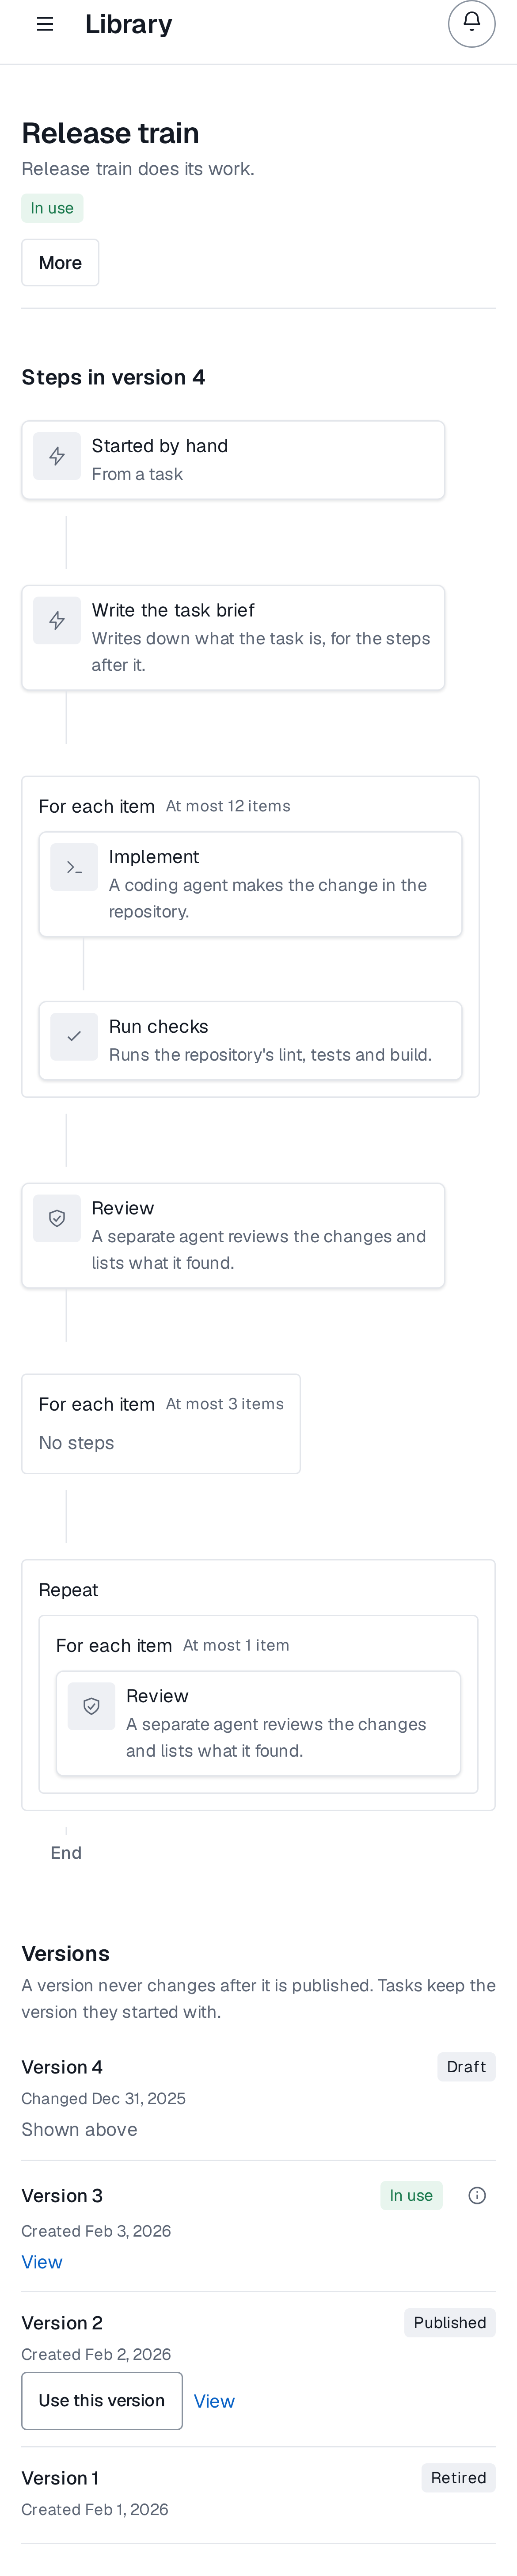 Library
Release train
Release train does its work.
In use
More
Steps in version 4
Started by hand
From a task
Write the task brief
Writes down what the task is, for the steps
after it.
For each item At most 12 items
Implement
A coding agent makes the change in the
repository.
Run checks
Runs the repository's lint, tests and build.
Review
A separate agent reviews the changes and
lists what it found.
For each item At most 3 items
No steps
Repeat
For each item At most 1 item
Review
A separate agent reviews the changes
and lists what it found.
End
Versions
A version never changes after it is published. Tasks keep the
version they started with.
Version 4 Draft
Changed Dec 31, 2025
Shown above
Version 3 In use
Created Feb 3, 2026
View
Version 2 Published
Created Feb 2, 2026
Use this version View
Version 1 Retired
Created Feb 1, 2026